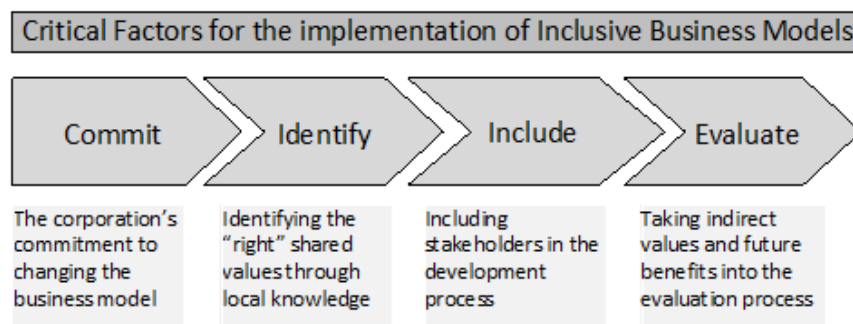 Critical Factors for the implementation of Inclusive Business Models
Commit
Identify
Include
Evaluate
The corporation's
commitment to
changing the
business model
Identifying the
"right" shared
values through
local knowledge
Including
stakeholders in the
development
process
Taking indirect
values and future
benefits into the
evaluation process